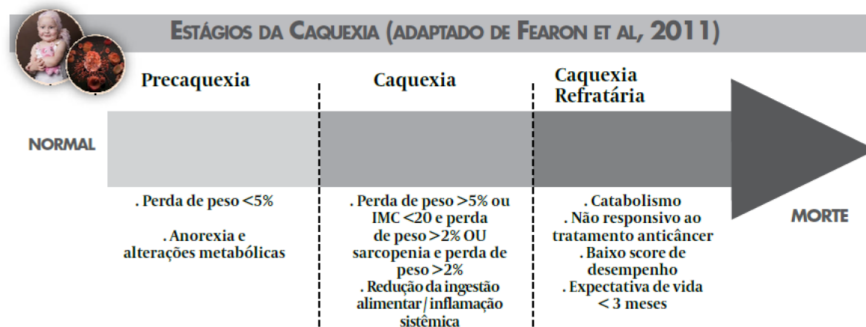 ESTÁGIOS DA CAQUEXIA (ADAPTADO DE FEARON ET AL, 2011)
Precaquexia
Caquexia
Caquexia
Refratária
NORMAL
MORTE
. Perda de peso <5%
. Anorexia e
alterações metabólicas
. Perda de peso >5% ou
IMC <20 e perda
de peso >2% OU
sarcopenia e perda de
peso >2%
. Redução da ingestão
alimentar/inflamação
sistêmica
. Catabolismo
. Não responsivo ao
tratamento anticâncer
. Baixo score de
desempenho
. Expectativa de vida
< 3 meses